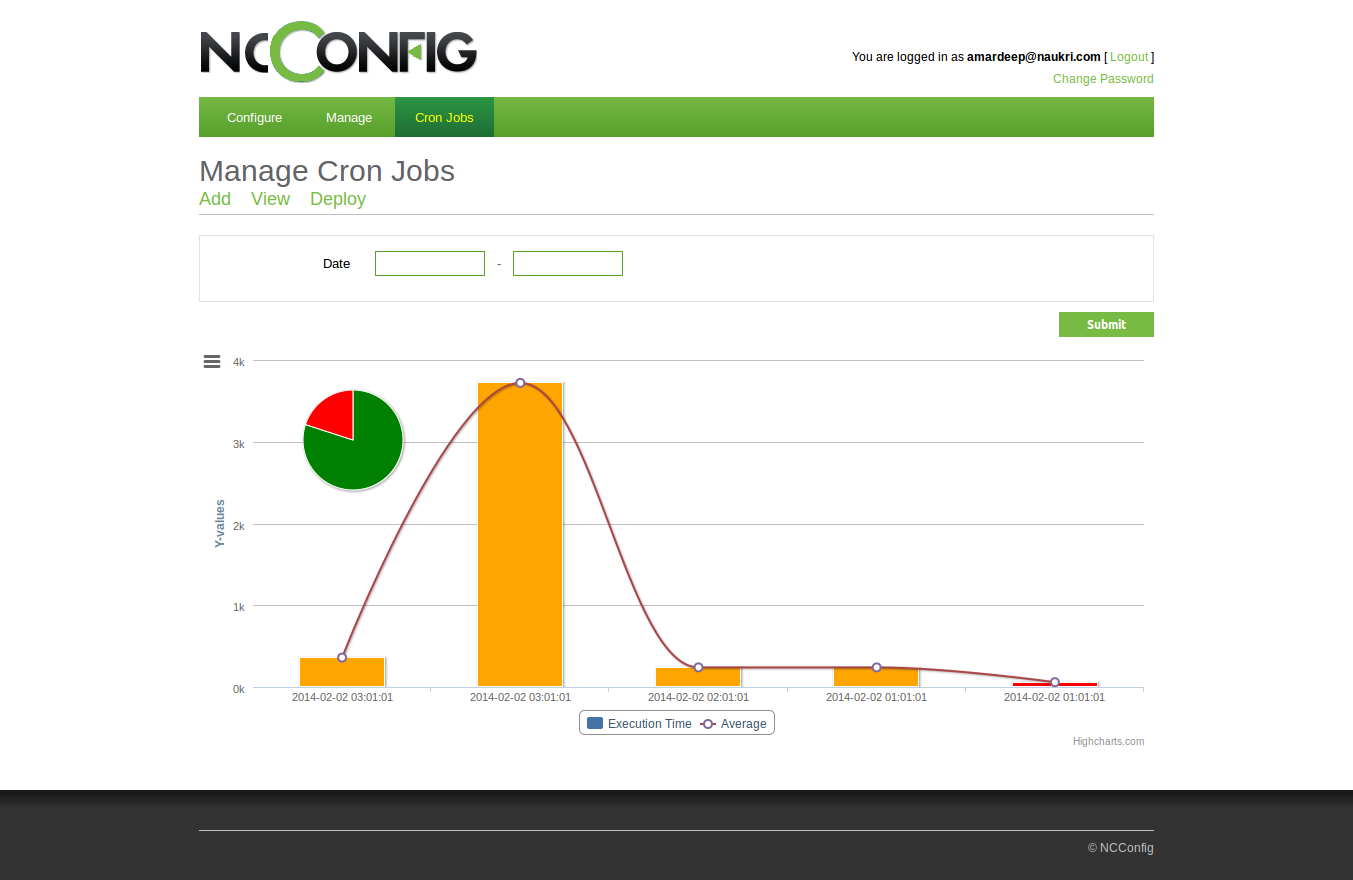 NCCONFIG
You are logged in as amardeep@naukri.com [ Logout ]
Change Password
Configure Manage Cron Jobs
Manage Cron Jobs
Add View Deploy
Date -
Submit
4k
3k
2k
1k
0k
Y-values
2014-02-02 03:01:01 2014-02-02 03:01:01 2014-02-02 02:01:01 2014-02-02 01:01:01 2014-02-02 01:01:01
Execution Time Average
Highcharts.com
© NCConfig